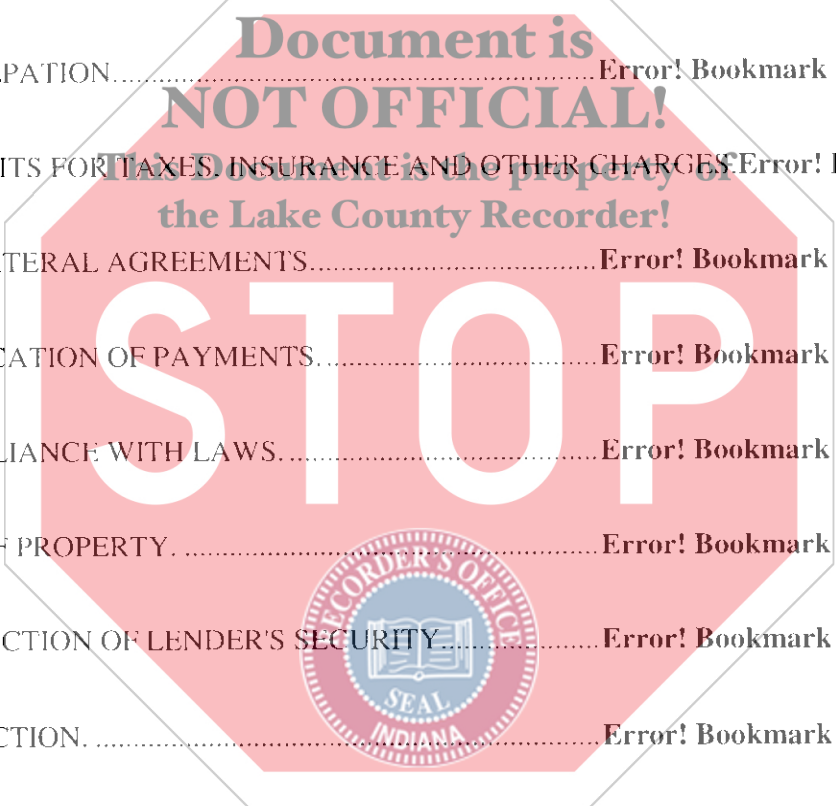 Document is
PATION. Error! Bookmark
NOT OFFICIAL!
ITS FOR TAXES. INSURANCE AND OTHER CHARGES. Error!
This Document is the property of
the Lake County Recorder!
TERAL AGREEMENTS. Error! Bookmark
STOP
CATION OF PAYMENTS. Error! Bookmark
LIANCE WITH LAWS. Error! Bookmark
F PROPERTY. Error! Bookmark
RECORDER'S OFFICE
CTION OF LENDER'S SECURITY. Error! Bookmark
SEAL
INDIANA
CTION. Error! Bookmark